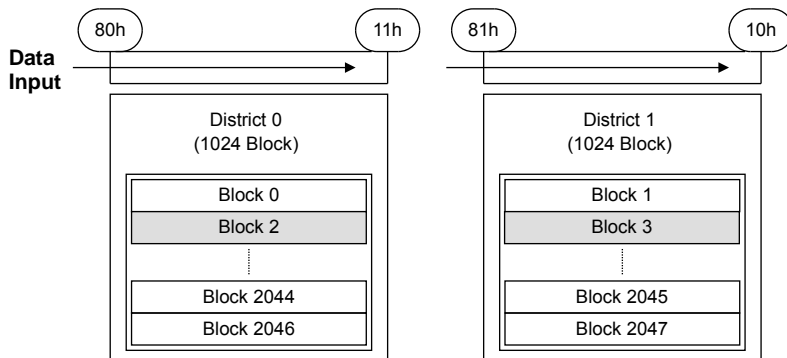 80h
11h
81h
10h
Data
Input
District 0
(1024 Block)
Block 0
Block 2
Block 2044
Block 2046
District 1
(1024 Block)
Block 1
Block 3
Block 2045
Block 2047